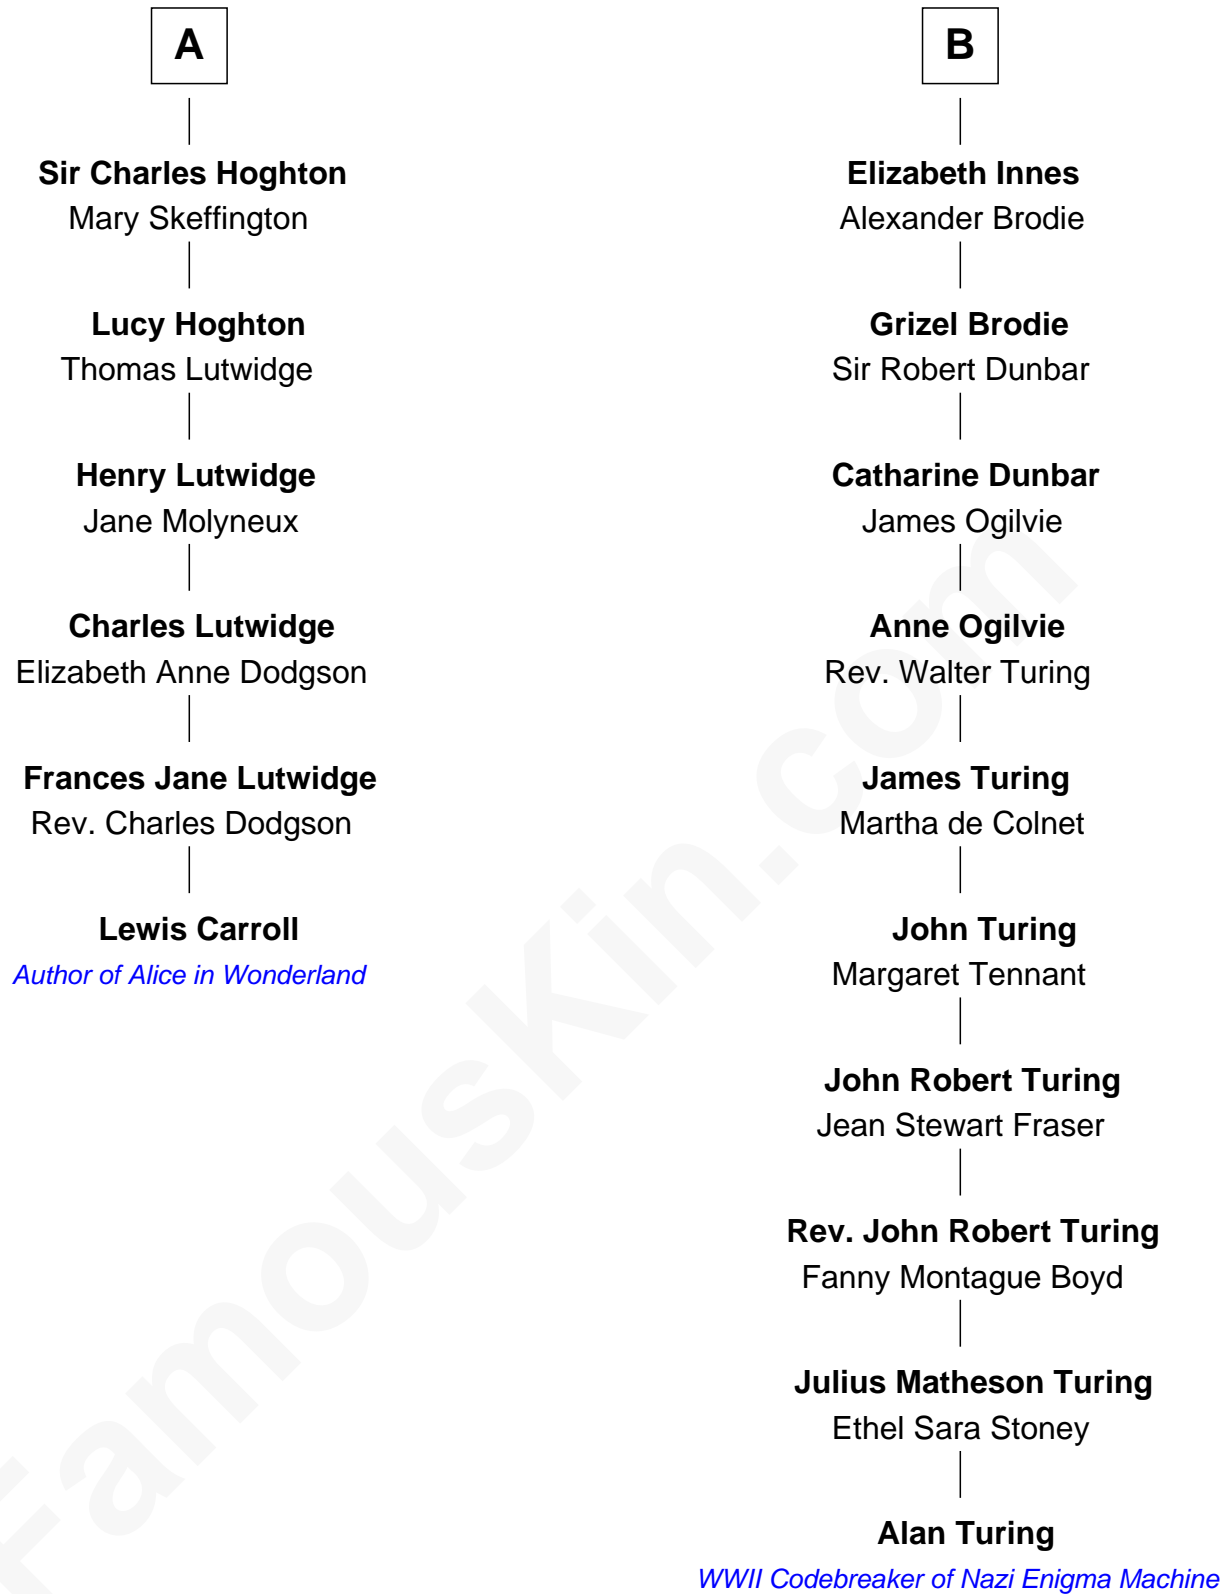 A
Sir Charles Hoghton
Mary Skeffington
Lucy Hoghton
Thomas Lutwidge
Henry Lutwidge
Jane Molyneux
Charles Lutwidge
Elizabeth Anne Dodgson
Frances Jane Lutwidge
Rev. Charles Dodgson
Lewis Carroll
Author of Alice in Wonderland
B
Elizabeth Innes
Alexander Brodie
Grizel Brodie
Sir Robert Dunbar
Catharine Dunbar
James Ogilvie
Anne Ogilvie
Rev. Walter Turing
James Turing
Martha de Colnet
John Turing
Margaret Tennant
John Robert Turing
Jean Stewart Fraser
Rev. John Robert Turing
Fanny Montague Boyd
Julius Matheson Turing
Ethel Sara Stoney
Alan Turing
WWII Codebreaker of Nazi Enigma Machine
FamousKin.com